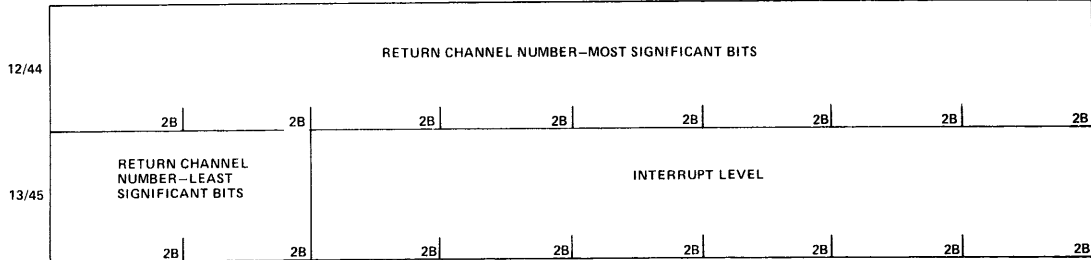 RETURN CHANNEL NUMBER–MOST SIGNIFICANT BITS
12/44
2B 2B 2B 2B 2B 2B 2B 2B
RETURN CHANNEL
NUMBER–LEAST
SIGNIFICANT BITS
INTERRUPT LEVEL
13/45
2B 2B 2B 2B 2B 2B 2B 2B